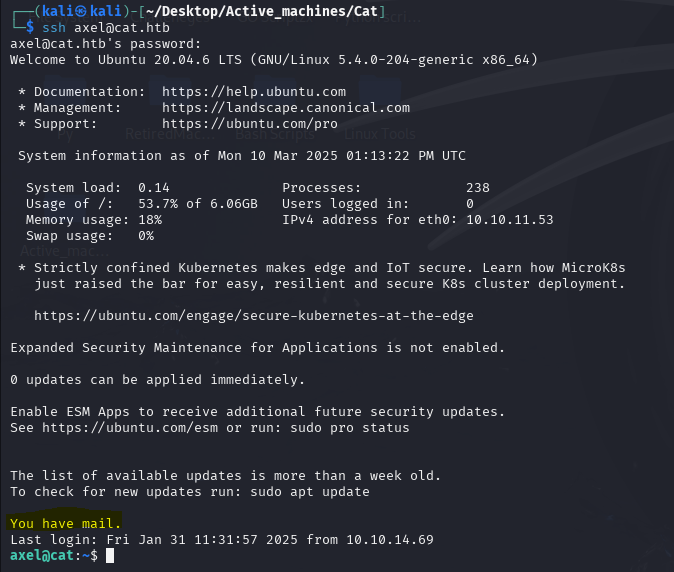 ┌──(kali㉿kali)-[~/Desktop/Active_machines/Cat]
└─$ ssh axel@cat.htb
axel@cat.htb's password:
Welcome to Ubuntu 20.04.6 LTS (GNU/Linux 5.4.0-204-generic x86_64)
* Documentation:  https://help.ubuntu.com
* Management:     https://landscape.canonical.com
* Support:        https://ubuntu.com/pro
RetiredMac... Bash Scripts Linux Tools
System information as of Mon 10 Mar 2025 01:13:22 PM UTC
System load:  0.14              Processes:             238
Usage of /:   53.7% of 6.06GB   Users logged in:       0
Memory usage: 18%               IPv4 address for eth0: 10.10.11.53
Swap usage:   0%
Active_mac...
* Strictly confined Kubernetes makes edge and IoT secure. Learn how MicroK8s
just raised the bar for easy, resilient and secure K8s cluster deployment.
https://ubuntu.com/engage/secure-kubernetes-at-the-edge
Expanded Security Maintenance for Applications is not enabled.
0 updates can be applied immediately.
Enable ESM Apps to receive additional future security updates.
See https://ubuntu.com/esm or run: sudo pro status
The list of available updates is more than a week old.
To check for new updates run: sudo apt update
You have mail.
Last login: Fri Jan 31 11:31:57 2025 from 10.10.14.69
axel@cat:~$